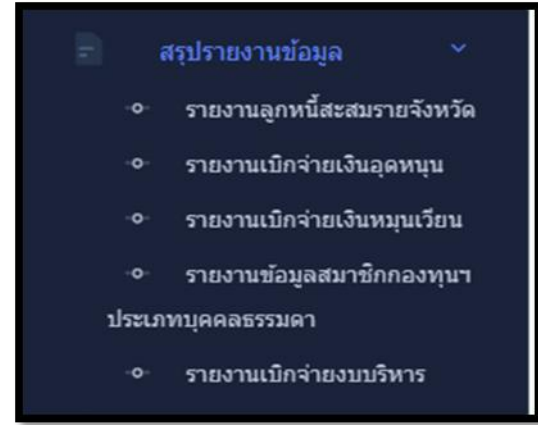 สรุปรายงานข้อมูล
รายงานลูกหนี้สะสมรายจังหวัด
รายงานเบิกจ่ายเงินอุดหนุน
รายงานเบิกจ่ายเงินหมุนเวียน
รายงานข้อมูลสมาชิกกองทุนฯ
ประเภทบุคคลธรรมดา
รายงานเบิกจ่ายงบบริหาร